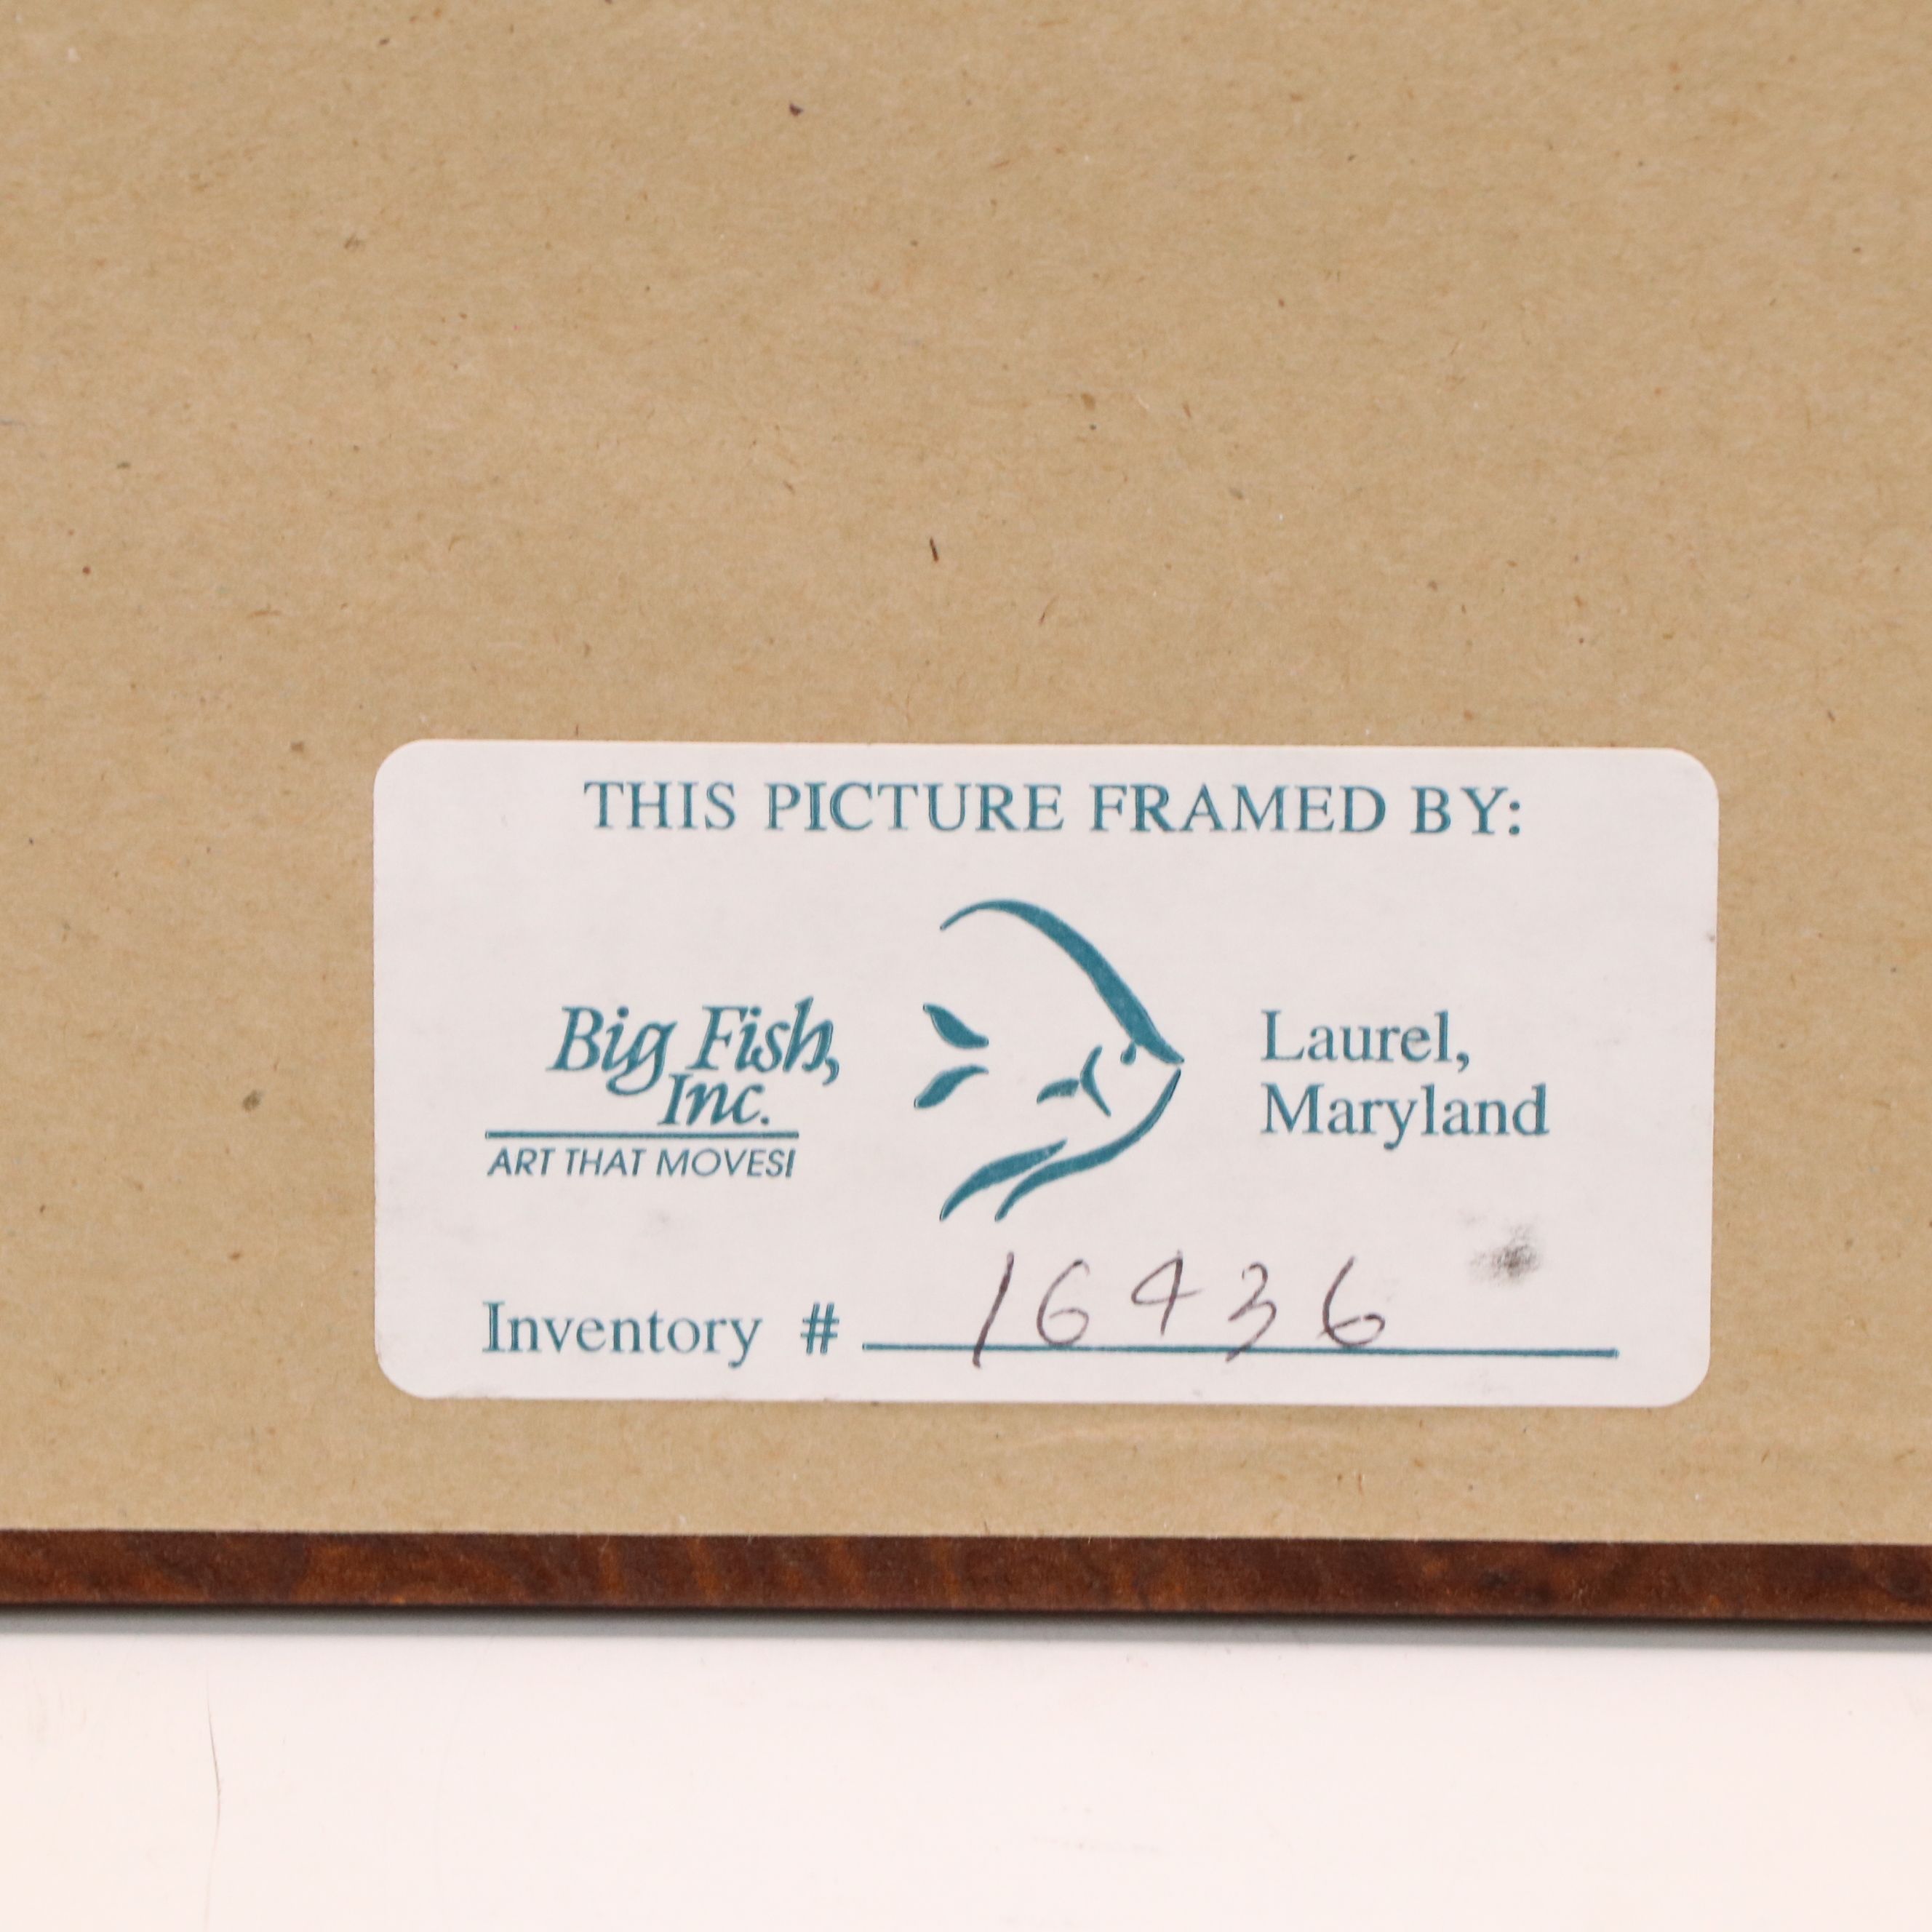 THIS PICTURE FRAMED BY:
Big Fish,
Inc.
ART THAT MOVES!
Laurel,
Maryland
Inventory # 16436